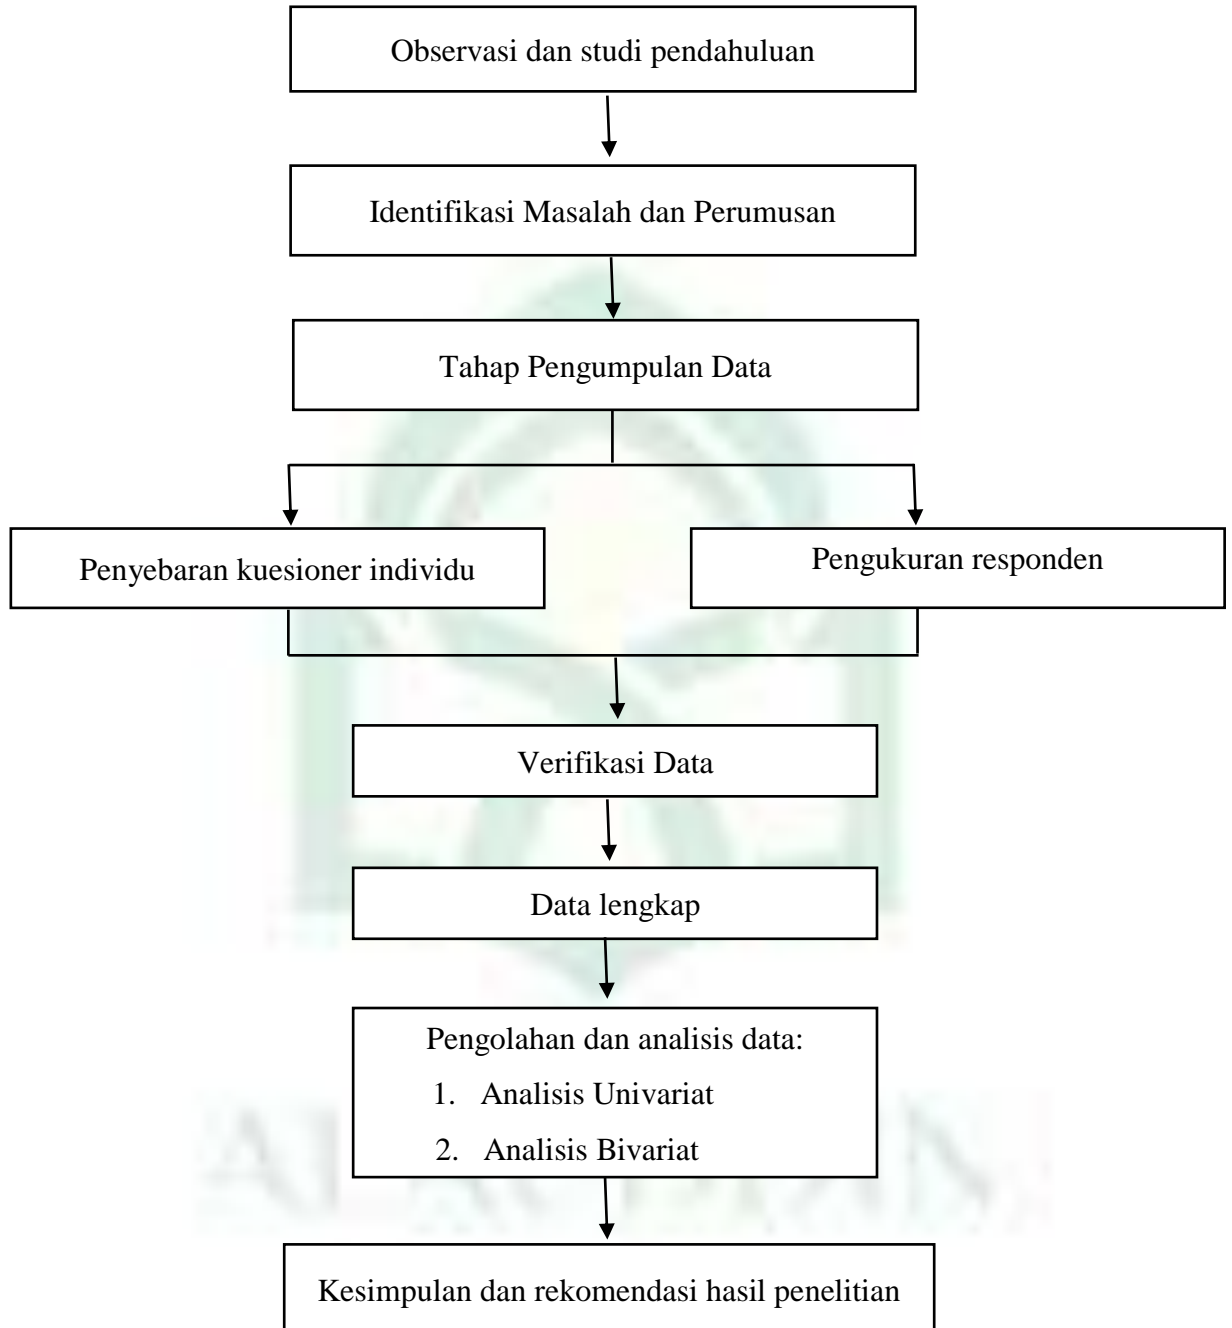 Observasi dan studi pendahuluan
Identifikasi Masalah dan Perumusan
Tahap Pengumpulan Data
Penyebaran kuesioner individu
Pengukuran responden
Verifikasi Data
Data lengkap
Pengolahan dan analisis data:
1. Analisis Univariat
2. Analisis Bivariat
Kesimpulan dan rekomendasi hasil penelitian